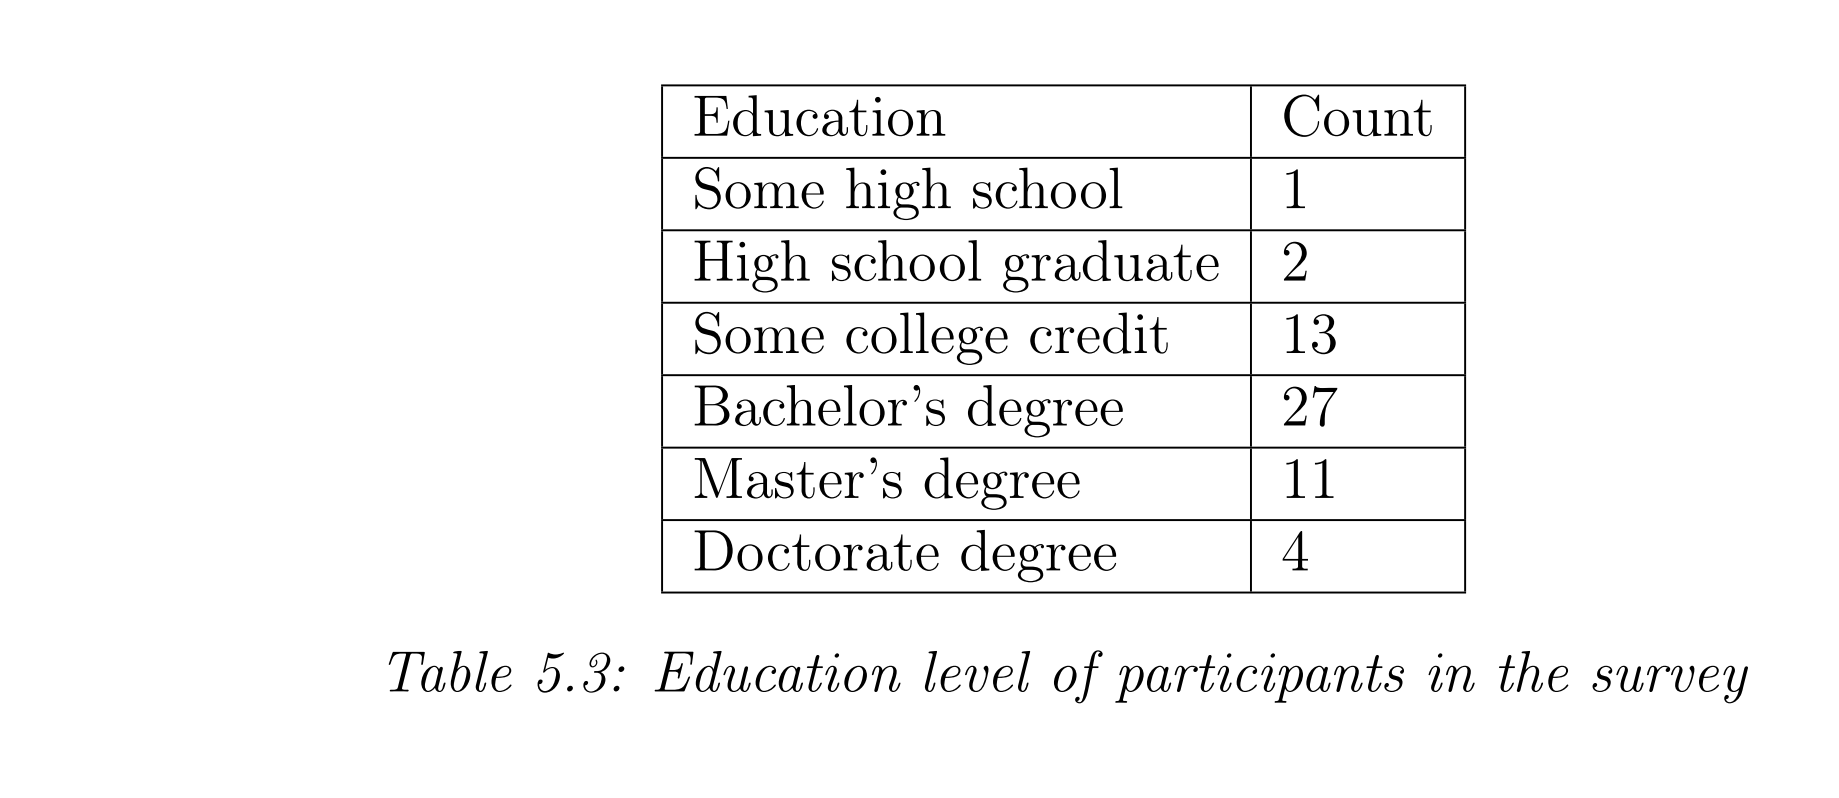 Education Count
Some high school 1
High school graduate 2
Some college credit 13
Bachelor’s degree 27
Master’s degree 11
Doctorate degree 4
Table 5.3: Education level of participants in the survey